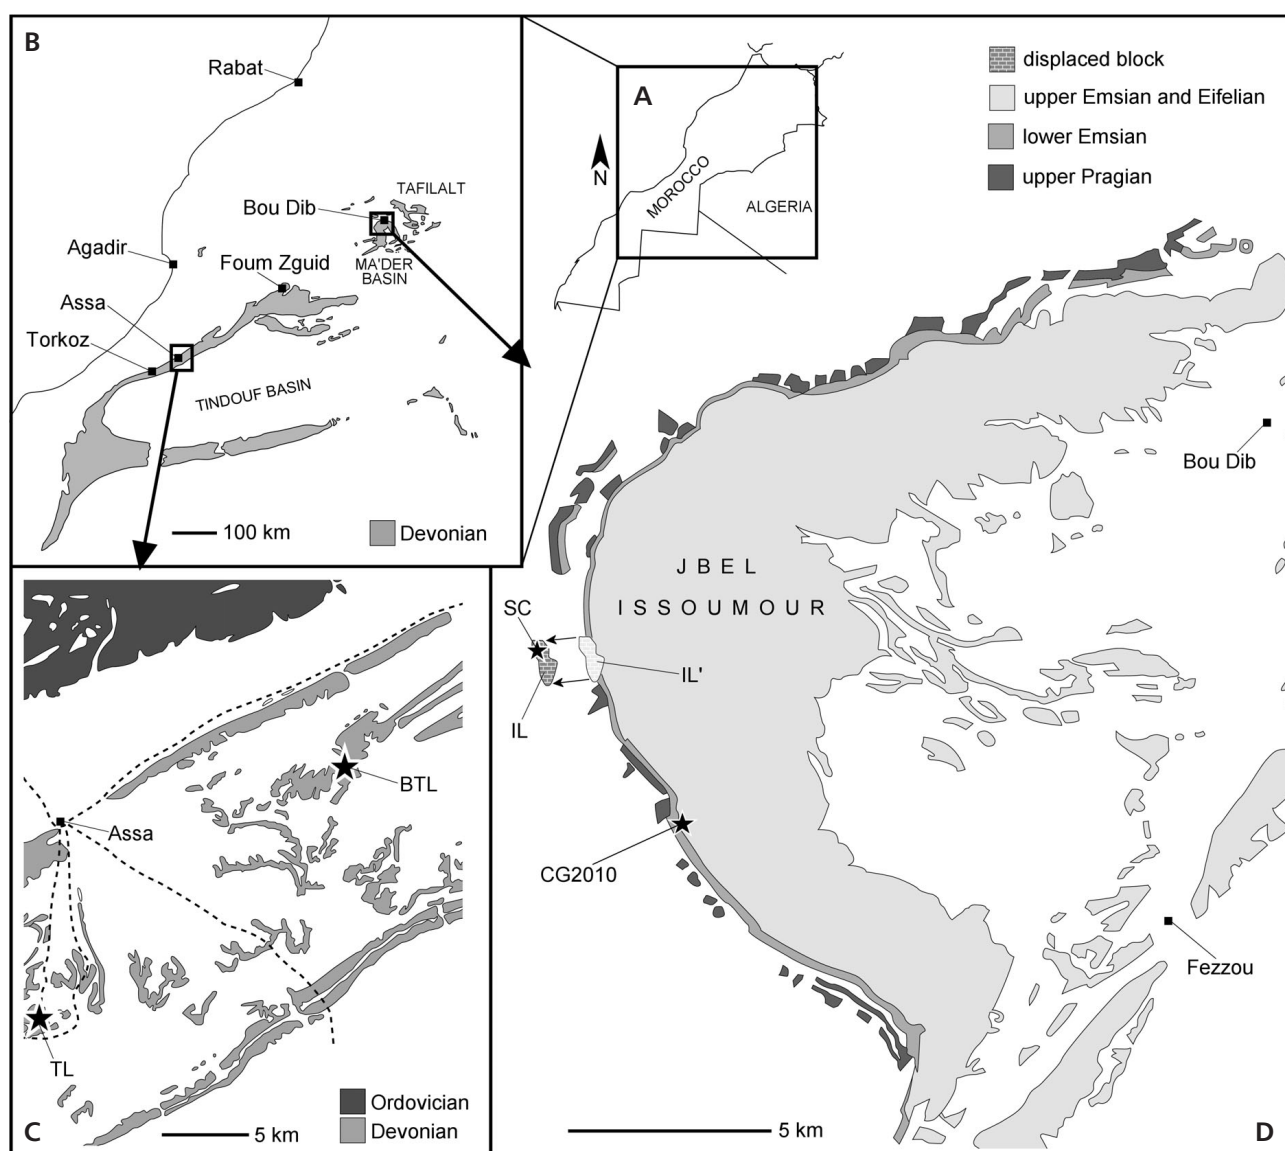 B
Rabat
TAFILALT
Bou Dib
Agadir
Foum Zguid
MA'DER
BASIN
Assa
Torkoz
TINDOUF BASIN
100 km
Devonian
A
N
MOROCCO
ALGERIA
displaced block
upper Emsian and Eifelian
lower Emsian
upper Pragian
Bou Dib
JBEL
ISSOUMOUR
SC
IL'
IL
CG2010
Fezzou
5 km
D
BTL
Assa
TL
Ordovician
Devonian
C
5 km